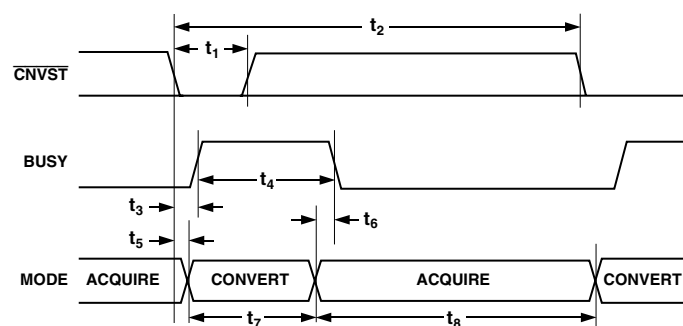 t2
t1
CNVST
BUSY
t4
t3
t6
t5
MODE ACQUIRE CONVERT ACQUIRE CONVERT
t7 t8